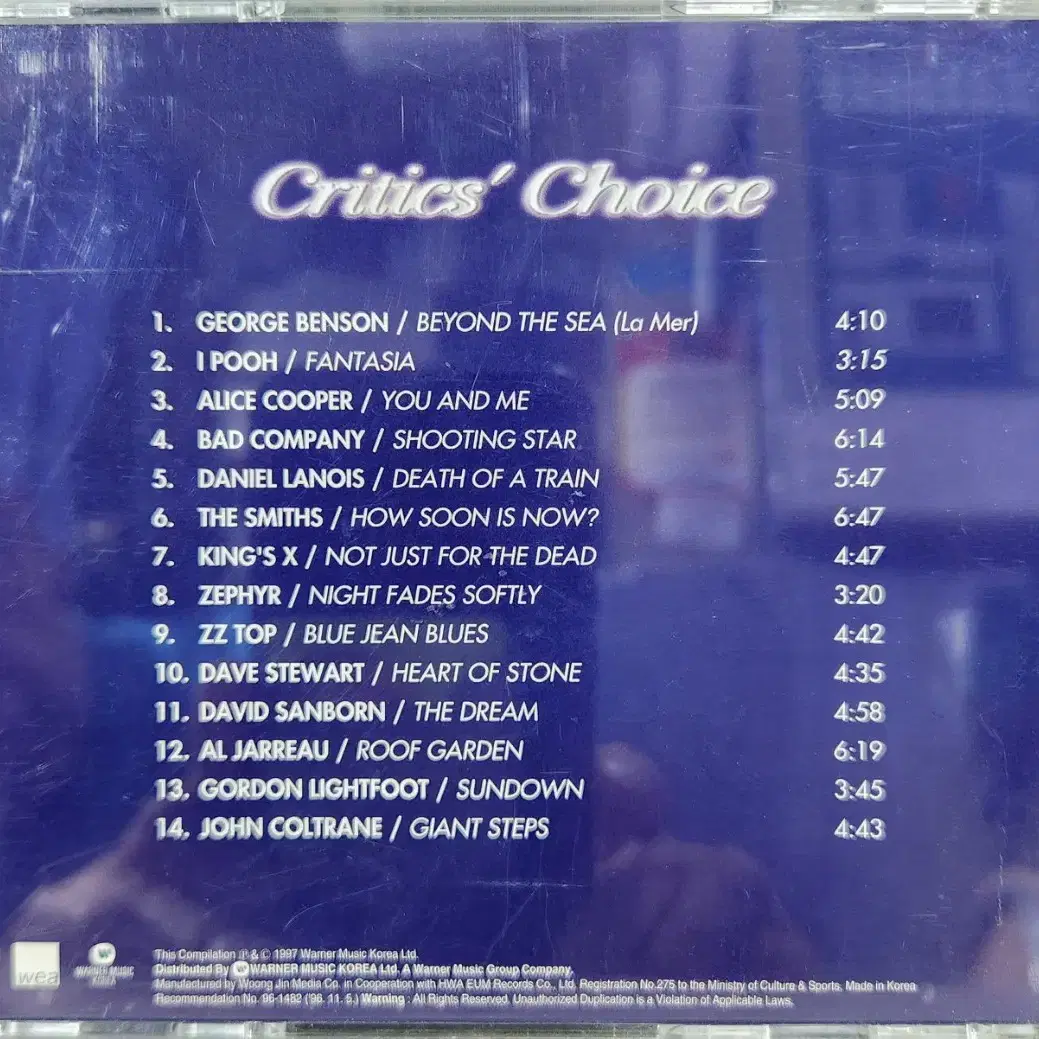 Critics' Choice
1. GEORGE BENSON / BEYOND THE SEA (La Mer) 4:10
2. I POOH / FANTASIA 3:15
3. ALICE COOPER / YOU AND ME 5:09
4. BAD COMPANY / SHOOTING STAR 6:14
5. DANIEL LANOIS / DEATH OF A TRAIN 5:47
6. THE SMITHS / HOW SOON IS NOW? 6:47
7. KING'S X / NOT JUST FOR THE DEAD 4:47
8. ZEPHYR / NIGHT FADES SOFTLY 3:20
9. ZZ TOP / BLUE JEAN BLUES 4:42
10. DAVE STEWART / HEART OF STONE 4:35
11. DAVID SANBORN / THE DREAM 4:58
12. AL JARREAU / ROOF GARDEN 6:19
13. GORDON LIGHTFOOT / SUNDOWN 3:45
14. JOHN COLTRANE / GIANT STEPS 4:43
wea
WARNER MUSIC
KOREA
This Compilation ℗ & © 1997 Warner Music Korea Ltd.
Distributed By WARNER MUSIC KOREA Ltd. A Warner Music Group Company.
Manufactured by Woong Jin Media Co. in Cooperation with HWA EUM Records Co., Ltd. Registration No.275 to the Ministry of Culture & Sports, Made in Korea
Recommendation No. 96-1482 ('96. 11. 5.) Warning : All Rights Reserved. Unauthorized Duplication is a Violation of Applicable Laws.